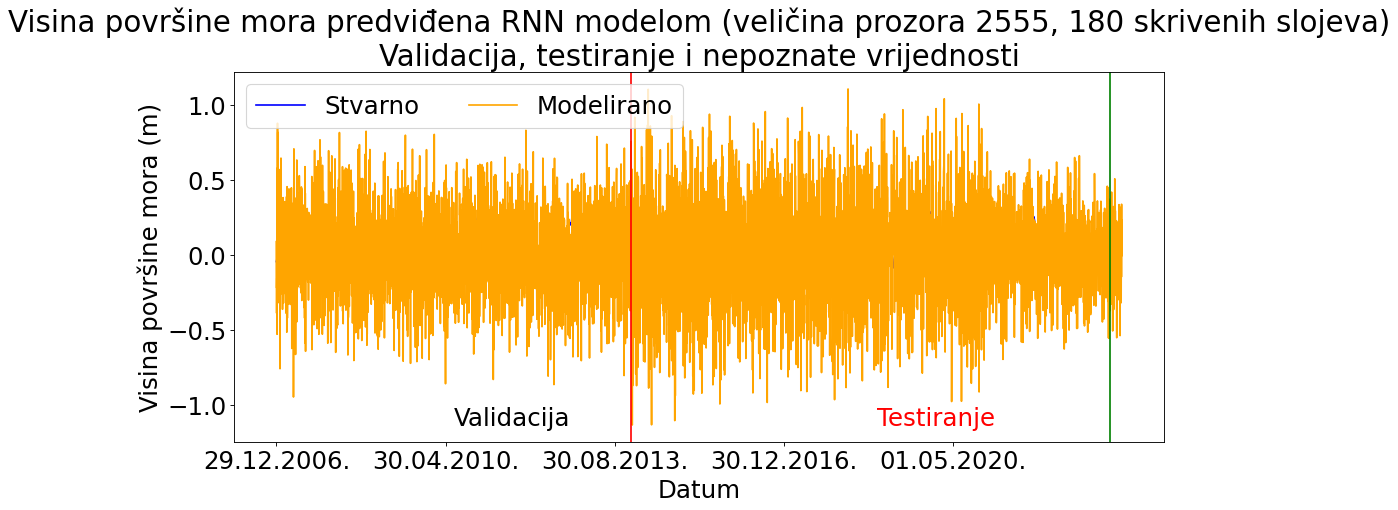 Visina površine mora predviđena RNN modelom (veličina prozora 2555, 180 skrivenih slojeva)
Validacija, testiranje i nepoznate vrijednosti
Stvarno
Modelirano
1.0
0.5
0.0
−0.5
−1.0
Visina površine mora (m)
Validacija
Testiranje
29.12.2006.
30.04.2010.
30.08.2013.
30.12.2016.
01.05.2020.
Datum